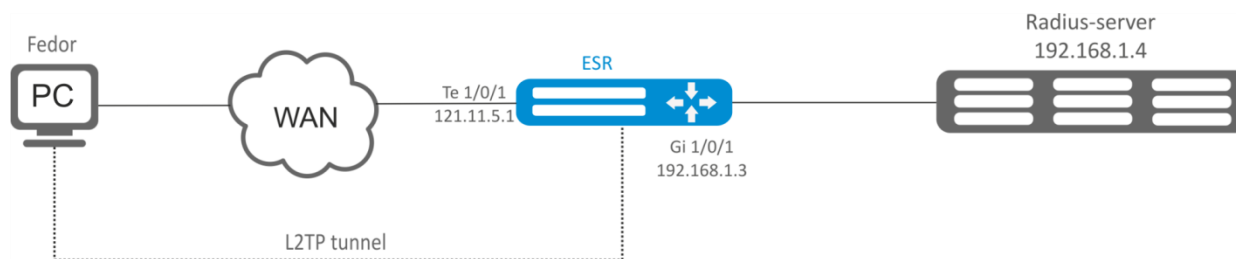 Fedor
PC
WAN
Te 1/0/1
121.11.5.1
ESR
Gi 1/0/1
192.168.1.3
Radius-server
192.168.1.4
L2TP tunnel